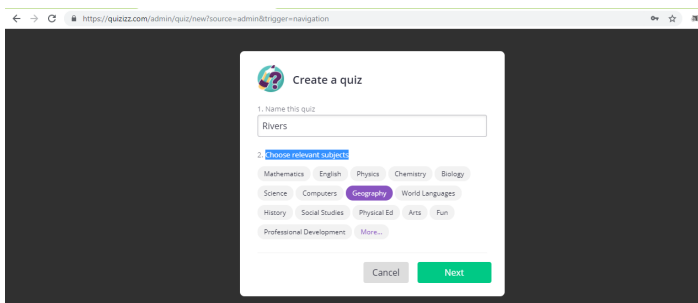 https://quizizz.com/admin/quiz/new?source=admin&trigger=navigation
Create a quiz
1. Name this quiz
Rivers
2. Choose relevant subjects
Mathematics English Physics Chemistry Biology
Science Computers Geography World Languages
History Social Studies Physical Ed Arts Fun
Professional Development More...
Cancel Next